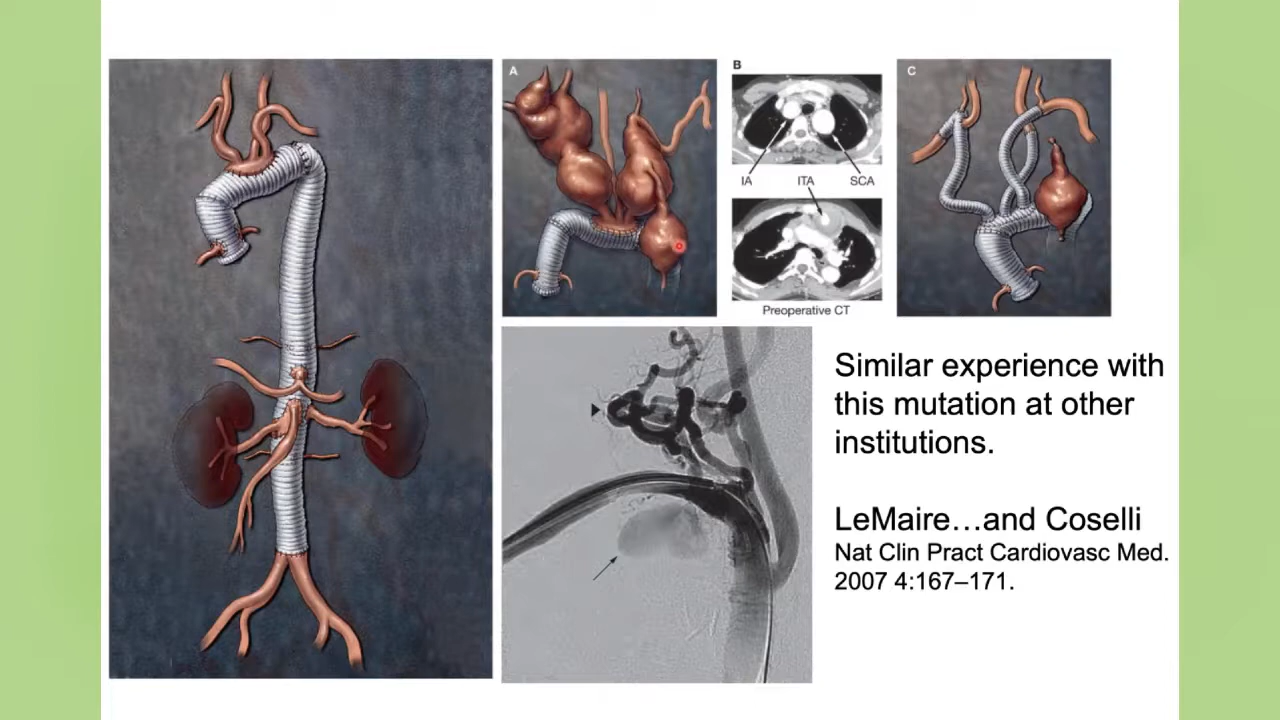 A
B
C
IA
ITA
SCA
Preoperative CT
Similar experience with
this mutation at other
institutions.
LeMaire…and Coselli
Nat Clin Pract Cardiovasc Med.
2007 4:167–171.